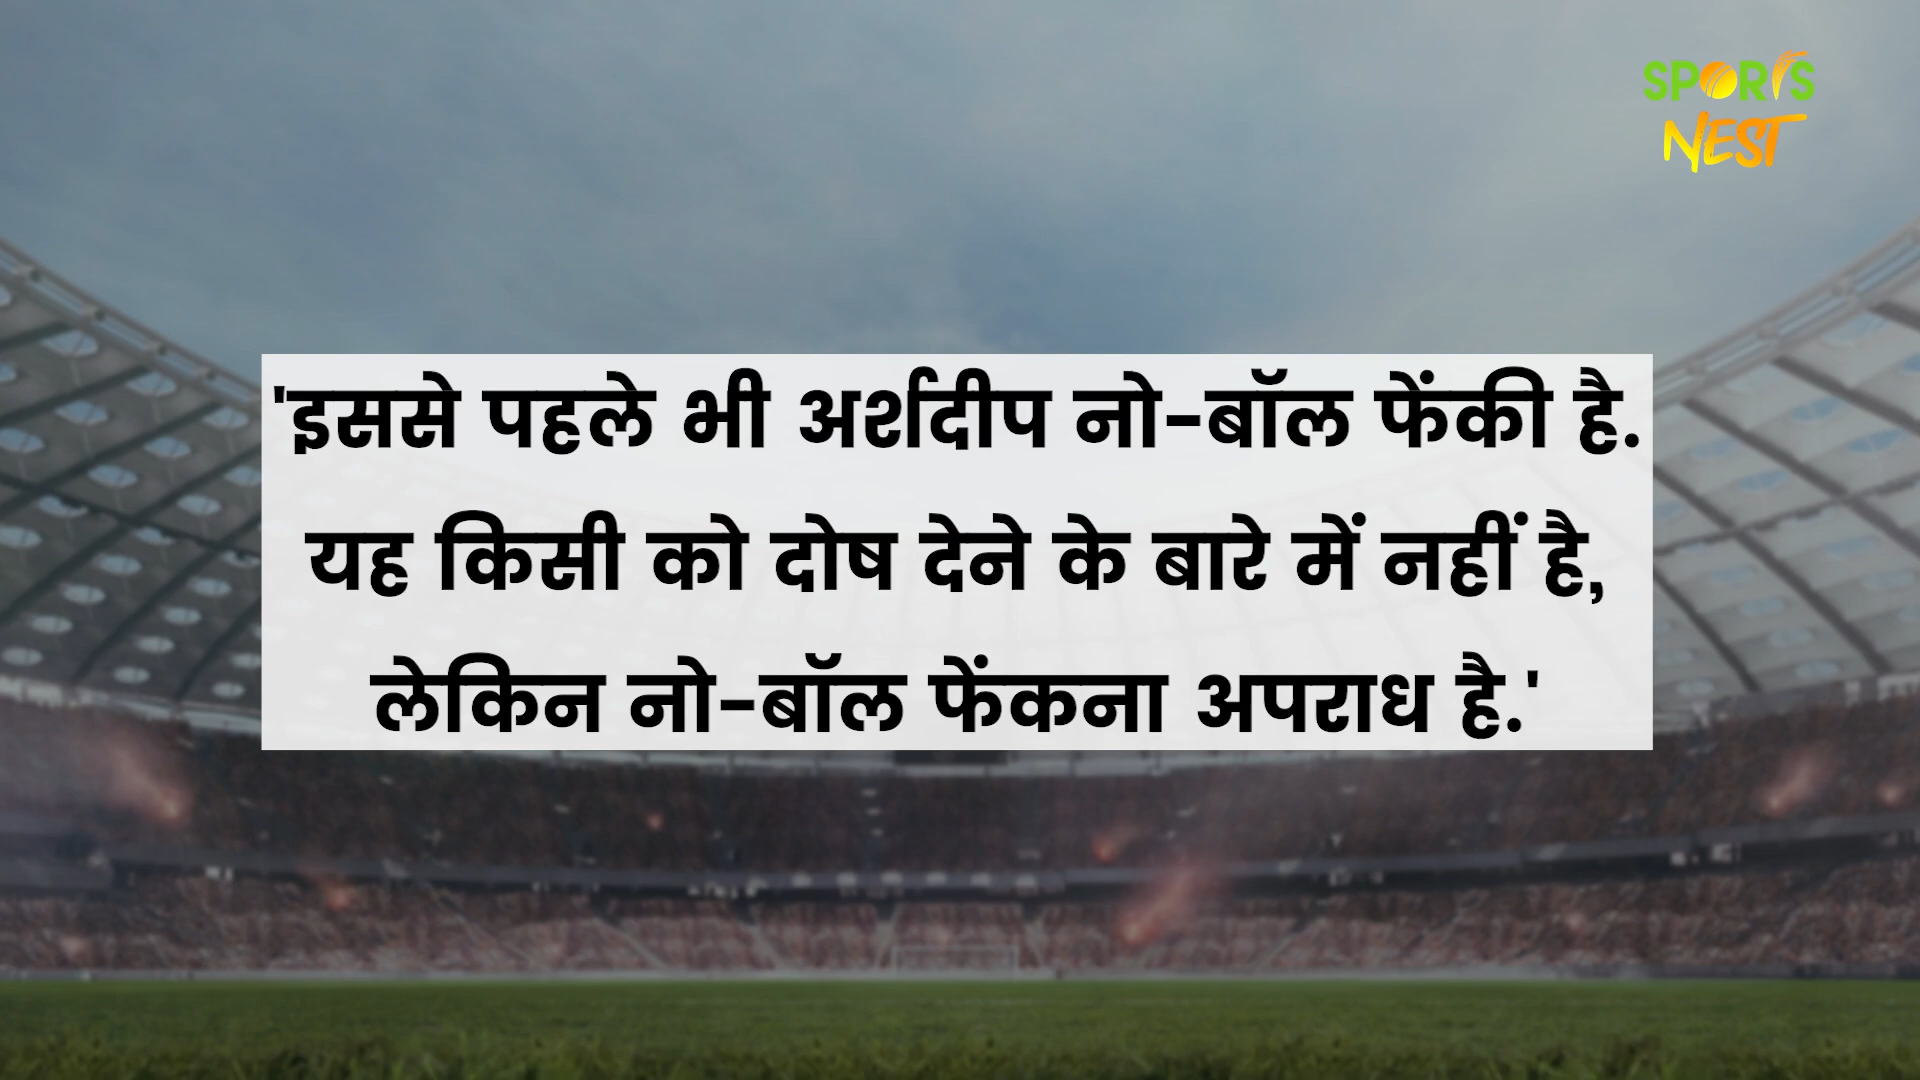 SPORTS
NEST
'इससे पहले भी अर्शदीप नो-बॉल फेंकी है.
यह किसी को दोष देने के बारे में नहीं है,
लेकिन नो-बॉल फेंकना अपराध है.'